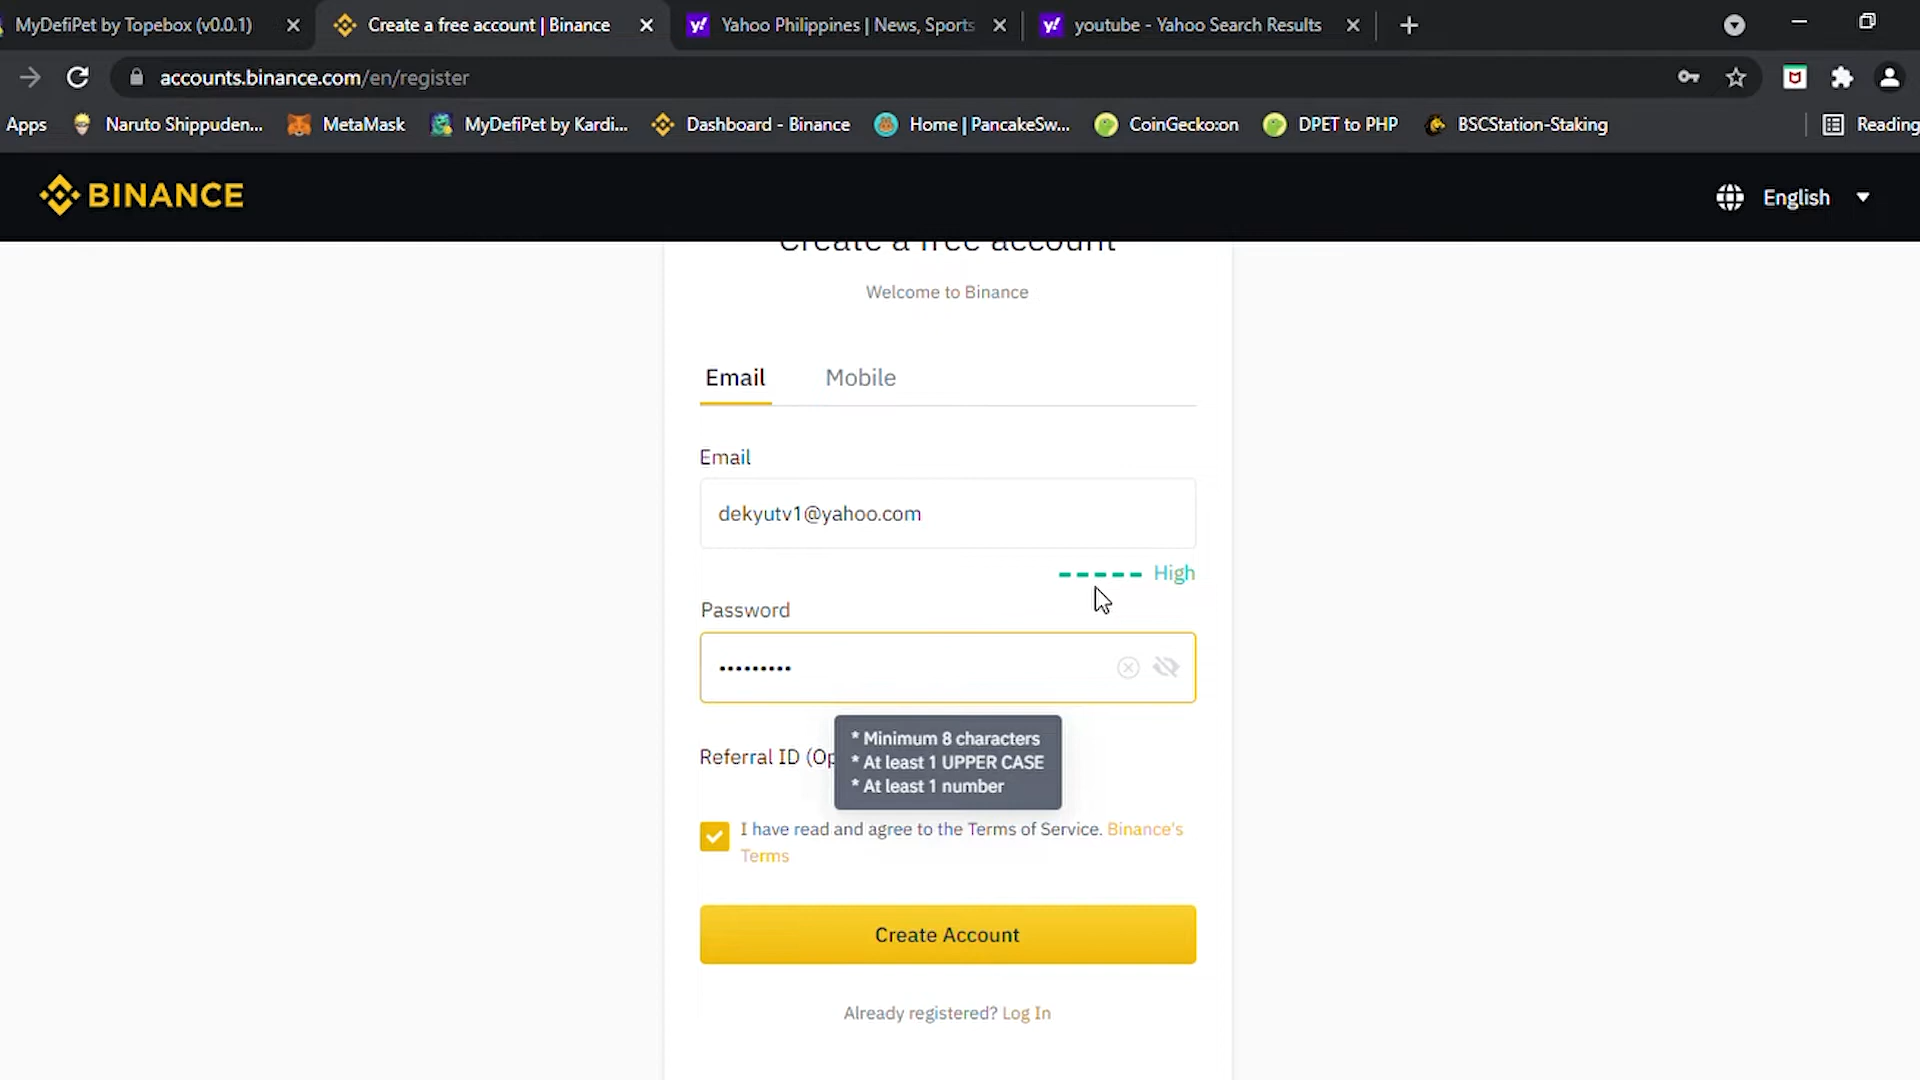 MyDefiPet by Topebox (v0.0.1)
Create a free account | Binance
Yahoo Philippines | News, Sports
youtube - Yahoo Search Results
accounts.binance.com/en/register
Apps
Naruto Shippuden...
MetaMask
MyDefiPet by Kardi...
Dashboard - Binance
Home | PancakeSw...
CoinGecko:on
DPET to PHP
BSCStation-Staking
Reading
BINANCE
English
Create a free account
Welcome to Binance
Email
Mobile
Email
dekyutv1@yahoo.com
High
Password
•••••••••
* Minimum 8 characters
* At least 1 UPPER CASE
* At least 1 number
Referral ID (Op
I have read and agree to the Terms of Service. Binance's
Terms
Create Account
Already registered? Log In